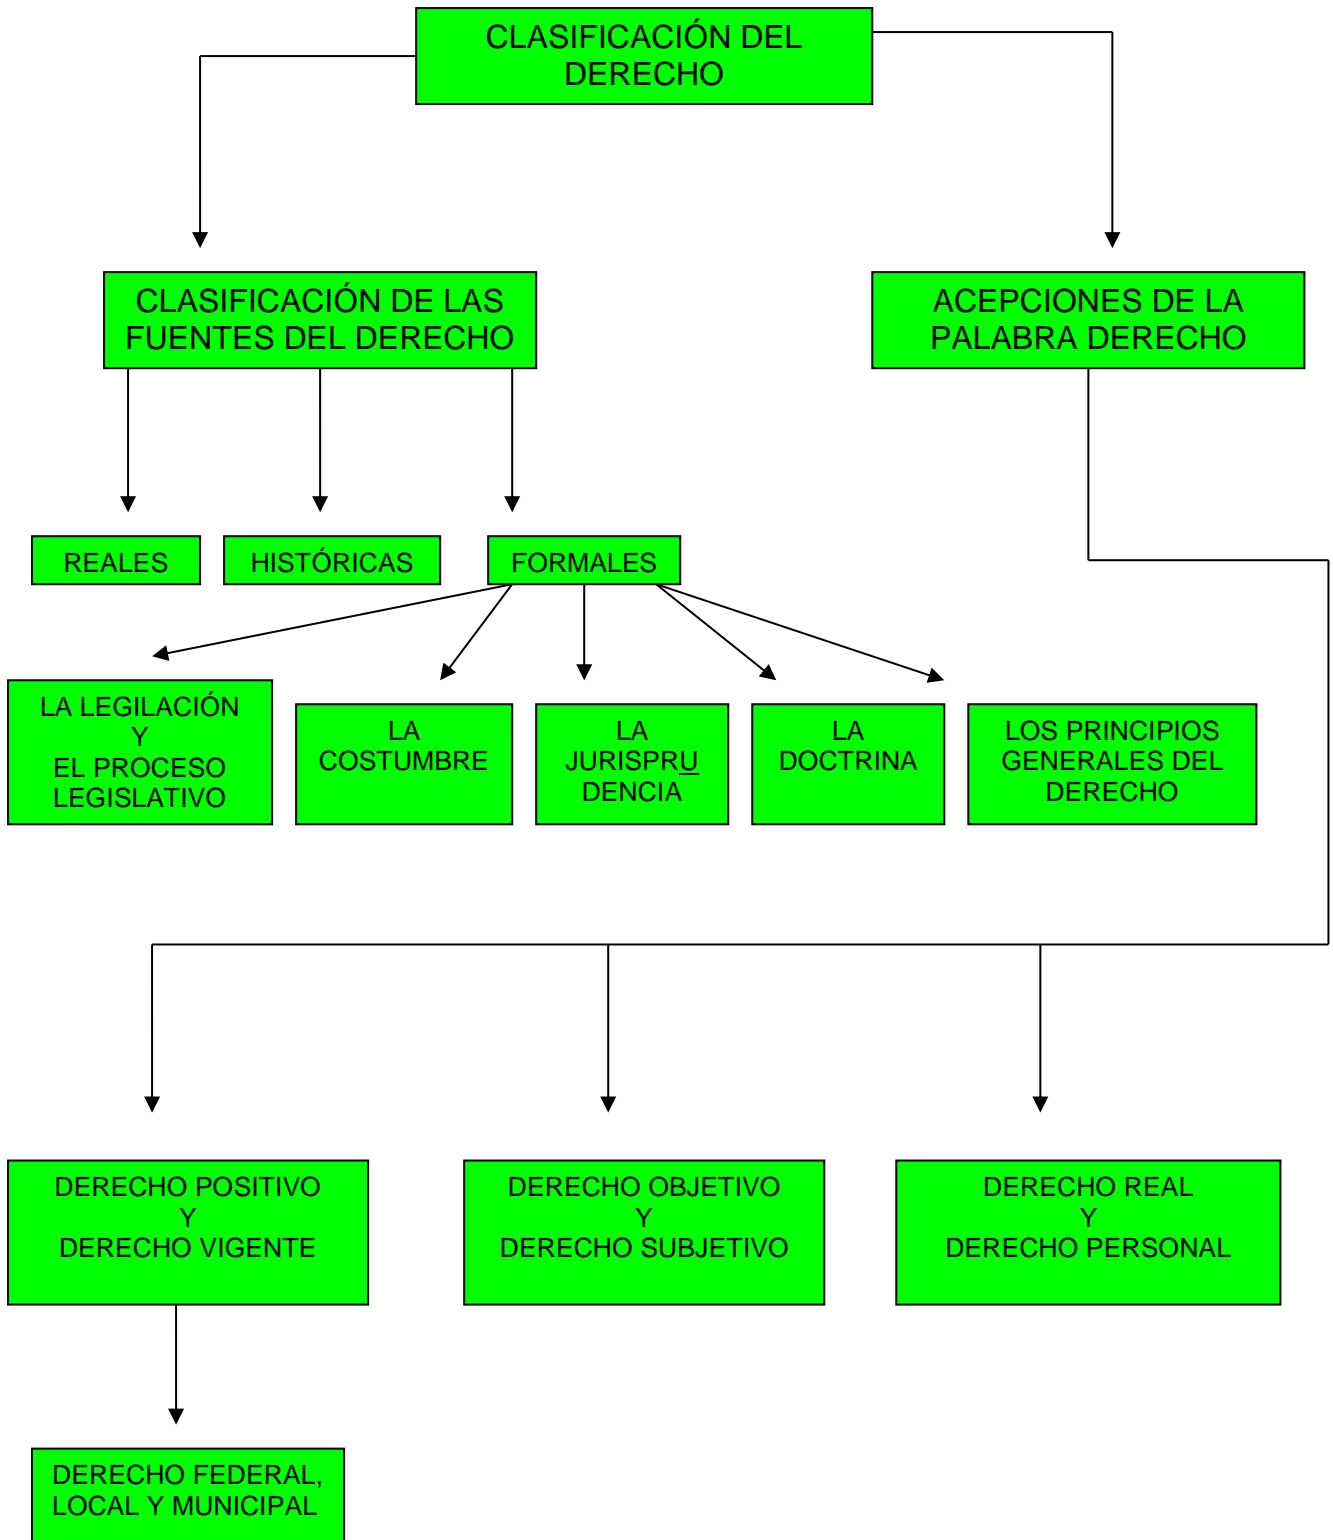 CLASIFICACIÓN DEL
DERECHO
CLASIFICACIÓN DE LAS
FUENTES DEL DERECHO
ACEPCIONES DE LA
PALABRA DERECHO
REALES
HISTÓRICAS
FORMALES
LA LEGILACIÓN
Y
EL PROCESO
LEGISLATIVO
LA
COSTUMBRE
LA
JURISPRU
DENCIA
LA
DOCTRINA
LOS PRINCIPIOS
GENERALES DEL
DERECHO
DERECHO POSITIVO
Y
DERECHO VIGENTE
DERECHO OBJETIVO
Y
DERECHO SUBJETIVO
DERECHO REAL
Y
DERECHO PERSONAL
DERECHO FEDERAL,
LOCAL Y MUNICIPAL